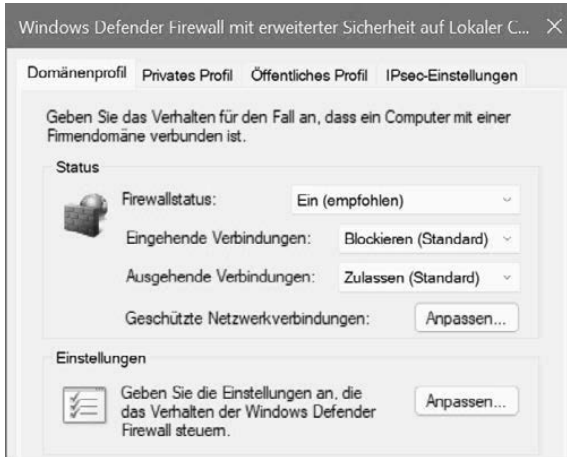 Windows Defender Firewall mit erweiterter Sicherheit auf Lokaler C...
Domänenprofil Privates Profil Öffentliches Profil IPsec-Einstellungen
Geben Sie das Verhalten für den Fall an, dass ein Computer mit einer
Firmendomäne verbunden ist.
Status
Firewallstatus: Ein (empfohlen)
Eingehende Verbindungen: Blockieren (Standard)
Ausgehende Verbindungen: Zulassen (Standard)
Geschützte Netzwerkverbindungen: Anpassen...
Einstellungen
Geben Sie die Einstellungen an, die
das Verhalten der Windows Defender
Firewall steuern.
Anpassen...